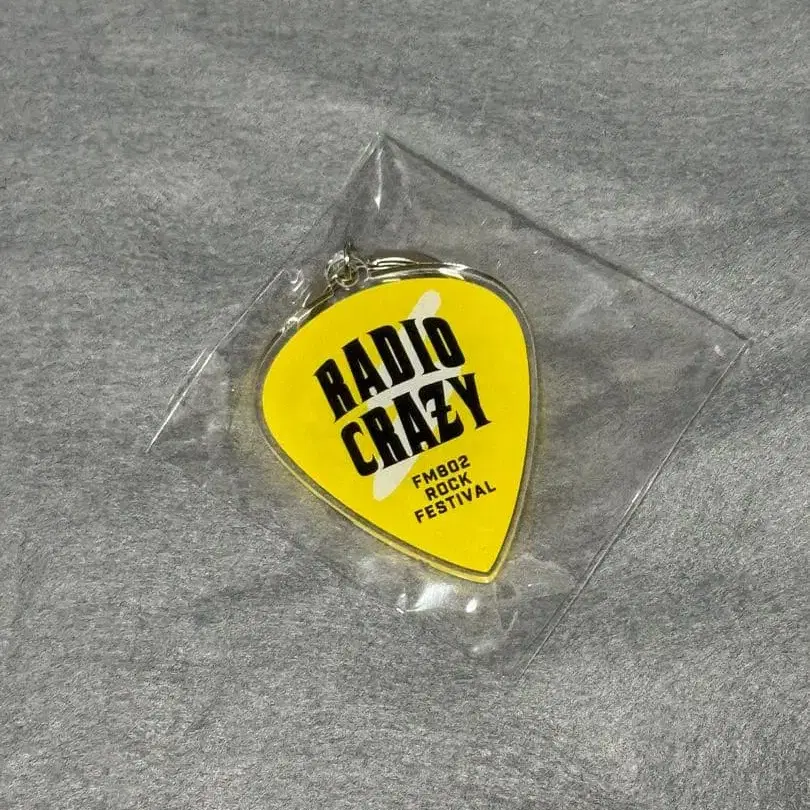 RADIO
CRAZY
FM802
ROCK
FESTIVAL